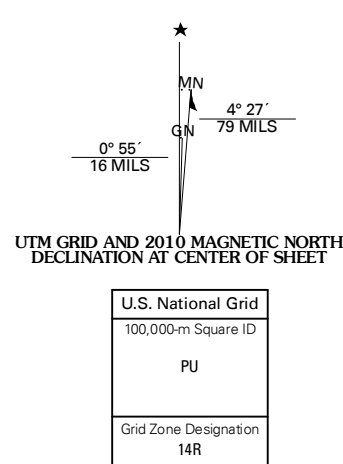 MN
4° 27´
79 MILS
GN
0° 55´
16 MILS
UTM GRID AND 2010 MAGNETIC NORTH
DECLINATION AT CENTER OF SHEET
U.S. National Grid
100,000-m Square ID
PU
Grid Zone Designation
14R